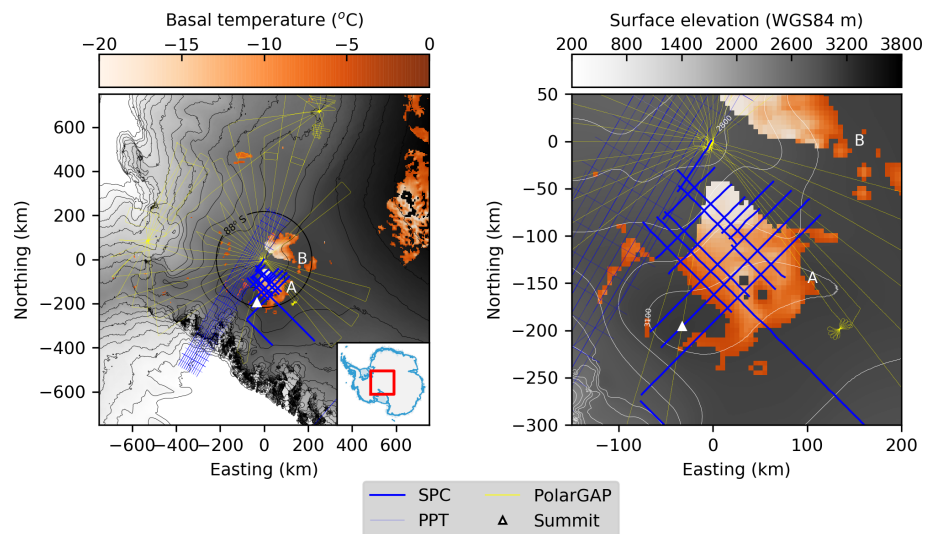 Basal temperature (°C)
−20 −15 −10 −5 0
Surface elevation (WGS84 m)
200 800 1400 2000 2600 3200 3800
Northing (km)
600
400
200
0
−200
−400
−600
88° S
B
A
−600 −400 −200 0 200 400 600
Easting (km)
Northing (km)
50
0
−50
−100
−150
−200
−250
−300
2800
B
A
3100
−100 0 100 200
Easting (km)
SPC
PPT
PolarGAP
Summit